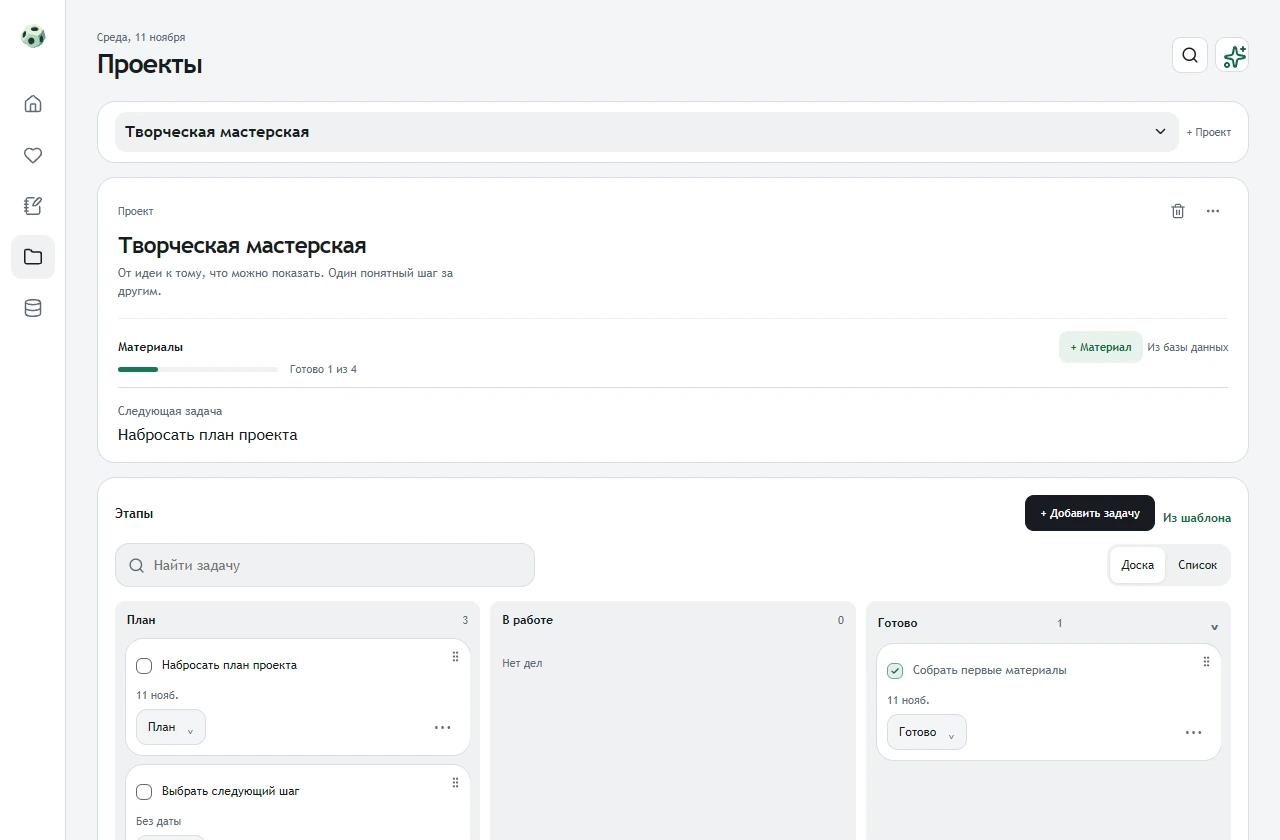 Среда, 11 ноября
Проекты
Творческая мастерская
+ Проект
Проект
Творческая мастерская
От идеи к тому, что можно показать. Один понятный шаг за
другим.
Материалы
+ Материал
Из базы данных
Готово 1 из 4
Следующая задача
Набросать план проекта
Этапы
+ Добавить задачу
Из шаблона
Найти задачу
Доска
Список
План
3
Набросать план проекта
11 нояб.
План
Выбрать следующий шаг
Без даты
В работе
0
Нет дел
Готово
1
Собрать первые материалы
11 нояб.
Готово